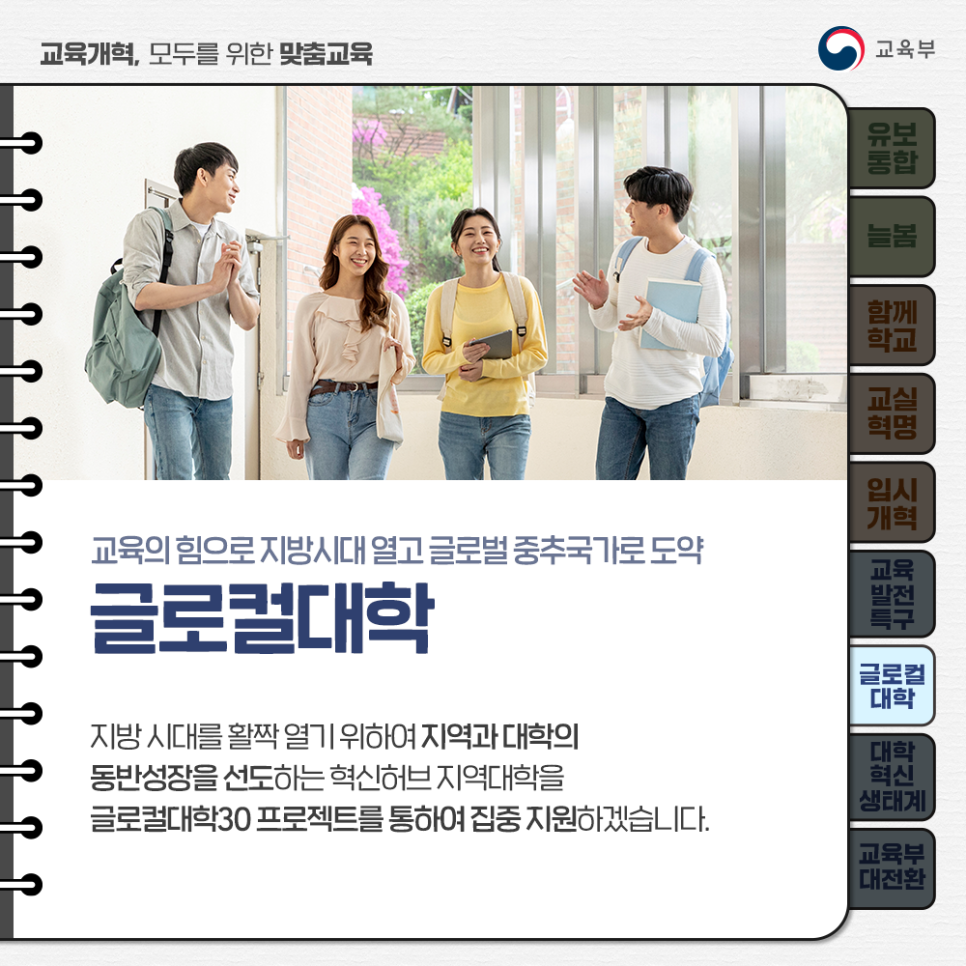 교육개혁, 모두를 위한 맞춤교육
교육부
유보
통합
늘봄
함께
학교
교실
혁명
입시
개혁
교육
발전
특구
글로컬
대학
대학
혁신
생태계
교육부
대전환
교육의 힘으로 지방시대 열고 글로벌 중추국가로 도약
글로컬대학
지방 시대를 활짝 열기 위하여 지역과 대학의
동반성장을 선도하는 혁신허브 지역대학을
글로컬대학30 프로젝트를 통하여 집중 지원하겠습니다.